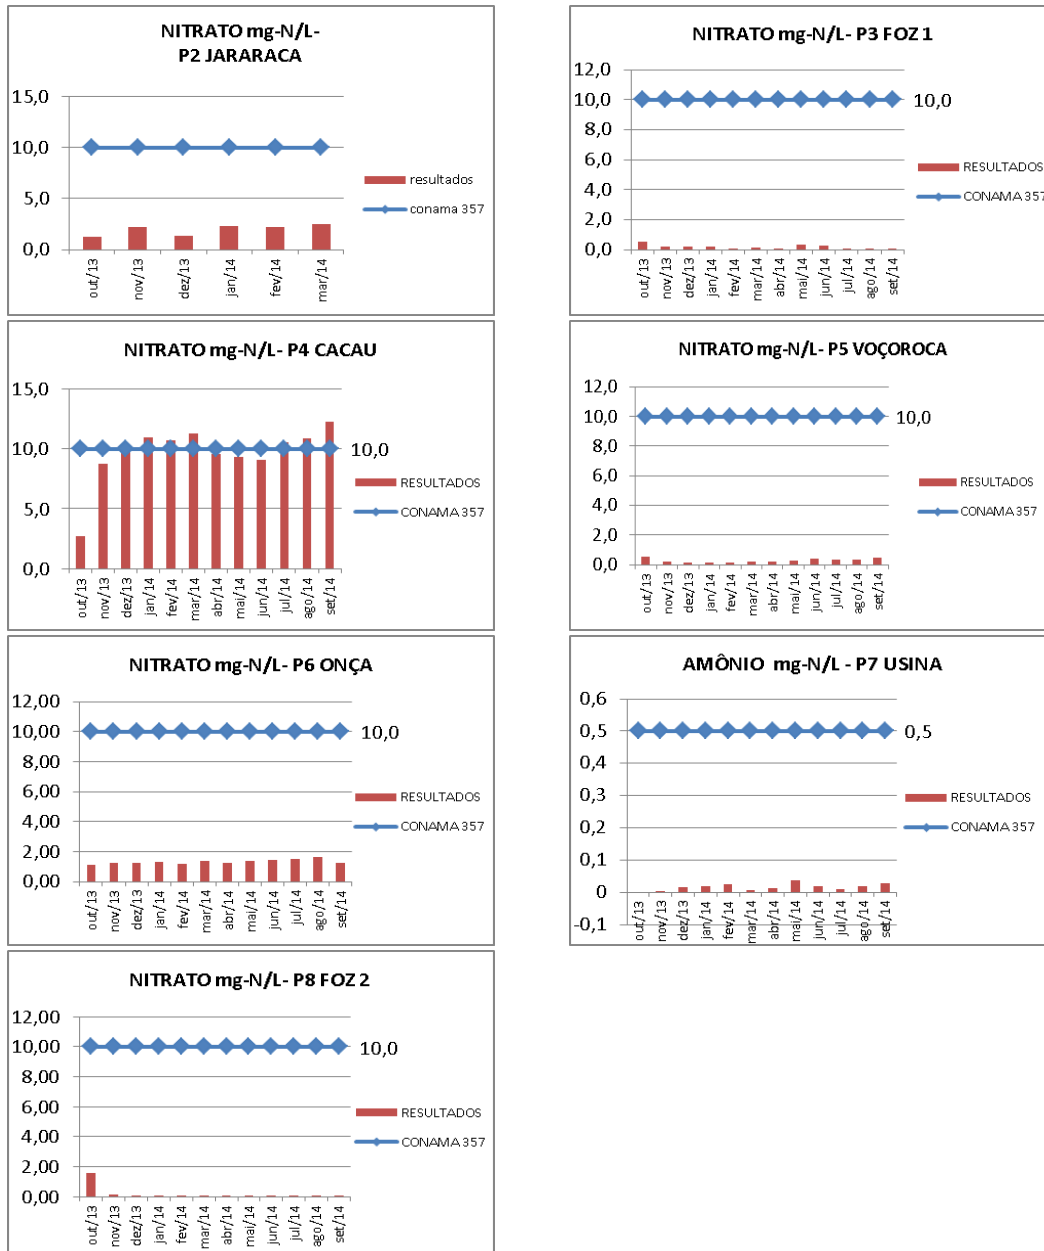 NITRATO mg-N/L-
P2 JARARACA
15,0
10,0
5,0
0,0
out/13
nov/13
dez/13
jan/14
fev/14
mar/14
resultados
conama 357
NITRATO mg-N/L- P3 FOZ 1
12,0
10,0
8,0
6,0
4,0
2,0
0,0
10,0
out/13
nov/13
dez/13
jan/14
fev/14
mar/14
abr/14
mai/14
jun/14
jul/14
ago/14
set/14
RESULTADOS
CONAMA 357
NITRATO mg-N/L- P4 CACAU
15,0
10,0
5,0
0,0
10,0
out/13
nov/13
dez/13
jan/14
fev/14
mar/14
abr/14
mai/14
jun/14
jul/14
ago/14
set/14
RESULTADOS
CONAMA 357
NITRATO mg-N/L- P5 VOÇOROCA
12,0
10,0
8,0
6,0
4,0
2,0
0,0
10,0
out/13
nov/13
dez/13
jan/14
fev/14
mar/14
abr/14
mai/14
jun/14
jul/14
ago/14
set/14
RESULTADOS
CONAMA 357
NITRATO mg-N/L- P6 ONÇA
12,00
10,00
8,00
6,00
4,00
2,00
0,00
10,0
out/13
nov/13
dez/13
jan/14
fev/14
mar/14
abr/14
mai/14
jun/14
jul/14
ago/14
set/14
RESULTADOS
CONAMA 357
AMÔNIO mg-N/L - P7 USINA
0,6
0,5
0,4
0,3
0,2
0,1
0
-0,1
0,5
out/13
nov/13
dez/13
jan/14
fev/14
mar/14
abr/14
mai/14
jun/14
jul/14
ago/14
set/14
RESULTADOS
CONAMA 357
NITRATO mg-N/L- P8 FOZ 2
12,00
10,00
8,00
6,00
4,00
2,00
0,00
10,0
out/13
nov/13
dez/13
jan/14
fev/14
mar/14
abr/14
mai/14
jun/14
jul/14
ago/14
set/14
RESULTADOS
CONAMA 357